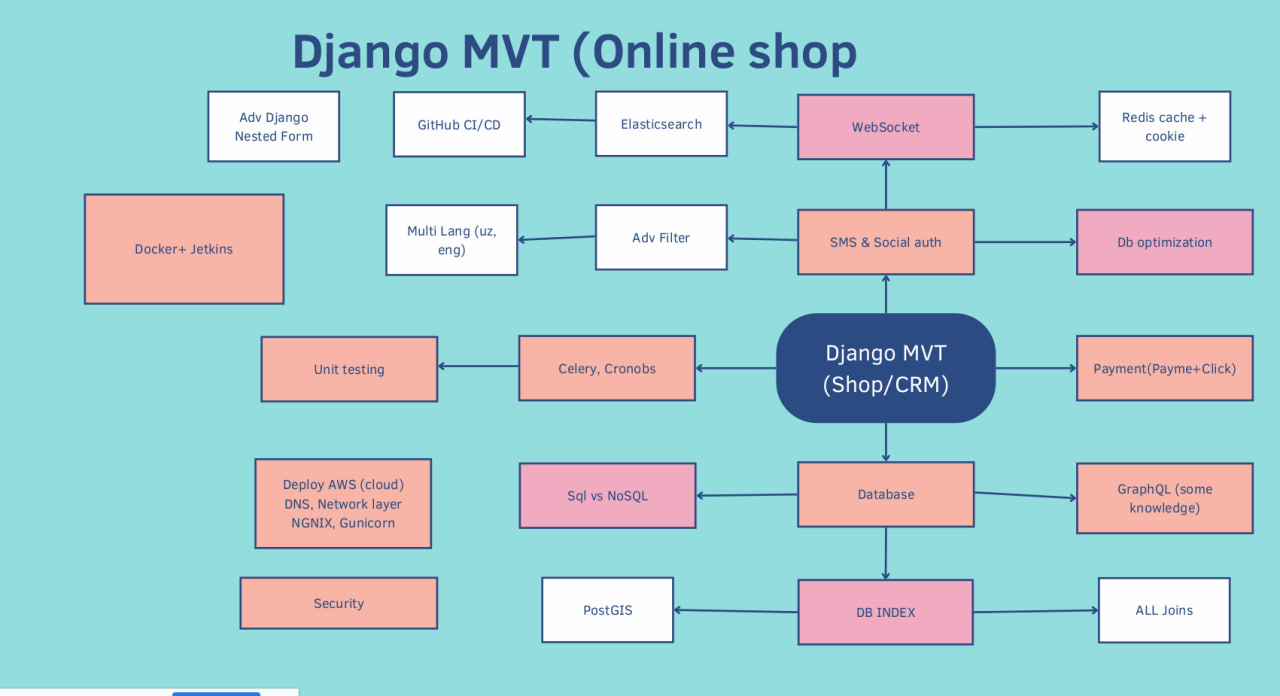 Django MVT (Online shop
Adv Django
Nested Form
GitHub CI/CD
Elasticsearch
WebSocket
Redis cache +
cookie
Docker+ Jetkins
Multi Lang (uz,
eng)
Adv Filter
SMS & Social auth
Db optimization
Django MVT
(Shop/CRM)
Unit testing
Celery, Cronobs
Payment(Payme+Click)
Deploy AWS (cloud)
DNS, Network layer
NGNIX, Gunicorn
Sql vs NoSQL
Database
GraphQL (some
knowledge)
Security
PostGIS
DB INDEX
ALL Joins